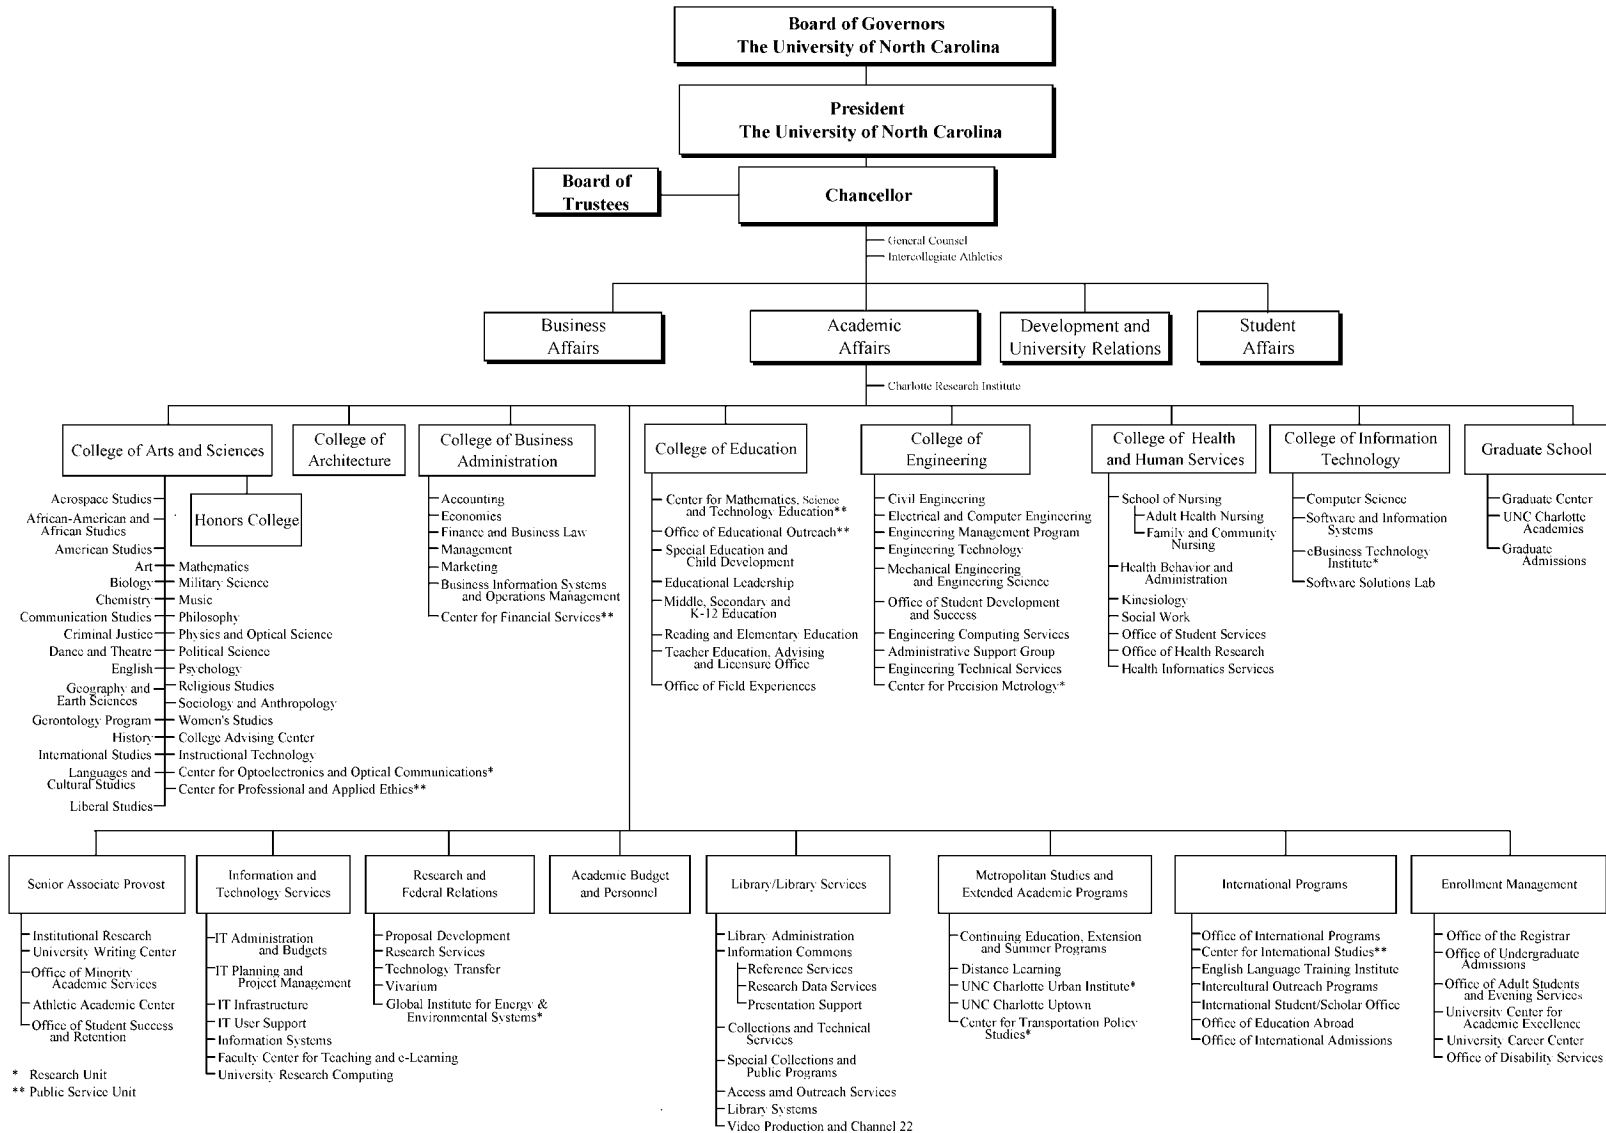 Board of Governors
The University of North Carolina
President
The University of North Carolina
Board of
Trustees
Chancellor
General Counsel
Intercollegiate Athletics
Business
Affairs
Academic
Affairs
Development and
University Relations
Student
Affairs
Charlotte Research Institute
College of Arts and Sciences
Honors College
Aerospace Studies
African-American and
African Studies
American Studies
Art
Biology
Chemistry
Communication Studies
Criminal Justice
Dance and Theatre
English
Geography and
Earth Sciences
Gerontology Program
History
International Studies
Languages and
Cultural Studies
Liberal Studies
Mathematics
Military Science
Music
Philosophy
Physics and Optical Science
Political Science
Psychology
Religious Studies
Sociology and Anthropology
Women's Studies
College Advising Center
Instructional Technology
Center for Optoelectronics and Optical Communications*
Center for Professional and Applied Ethics**
College of
Architecture
College of Business
Administration
Accounting
Economics
Finance and Business Law
Management
Marketing
Business Information Systems
and Operations Management
Center for Financial Services**
College of Education
Center for Mathematics, Science
and Technology Education**
Office of Educational Outreach**
Special Education and
Child Development
Educational Leadership
Middle, Secondary and
K-12 Education
Reading and Elementary Education
Teacher Education, Advising
and Licensure Office
Office of Field Experiences
College of
Engineering
Civil Engineering
Electrical and Computer Engineering
Engineering Management Program
Engineering Technology
Mechanical Engineering
and Engineering Science
Office of Student Development
and Success
Engineering Computing Services
Administrative Support Group
Engineering Technical Services
Center for Precision Metrology*
College of Health
and Human Services
School of Nursing
Adult Health Nursing
Family and Community
Nursing
Health Behavior and
Administration
Kinesiology
Social Work
Office of Student Services
Office of Health Research
Health Informatics Services
College of Information
Technology
Computer Science
Software and Information
Systems
eBusiness Technology
Institute*
Software Solutions Lab
Graduate School
Graduate Center
UNC Charlotte
Academies
Graduate
Admissions
Senior Associate Provost
Institutional Research
University Writing Center
Office of Minority
Academic Services
Athletic Academic Center
Office of Student Success
and Retention
Information and
Technology Services
IT Administration
and Budgets
IT Planning and
Project Management
IT Infrastructure
IT User Support
Information Systems
Faculty Center for Teaching and e-Learning
University Research Computing
Research and
Federal Relations
Proposal Development
Research Services
Technology Transfer
Vivarium
Global Institute for Energy &
Environmental Systems*
Academic Budget
and Personnel
Library/Library Services
Library Administration
Information Commons
Reference Services
Research Data Services
Presentation Support
Collections and Technical
Services
Special Collections and
Public Programs
Access amd Outreach Services
Library Systems
Video Production and Channel 22
Metropolitan Studies and
Extended Academic Programs
Continuing Education, Extension
and Summer Programs
Distance Learning
UNC Charlotte Urban Institute*
UNC Charlotte Uptown
Center for Transportation Policy
Studies*
International Programs
Office of International Programs
Center for International Studies**
English Language Training Institute
Intercultural Outreach Programs
International Student/Scholar Office
Office of Education Abroad
Office of International Admissions
Enrollment Management
Office of the Registrar
Office of Undergraduate
Admissions
Office of Adult Students
and Evening Services
University Center for
Academic Excellence
University Career Center
Office of Disability Services
* Research Unit
** Public Service Unit